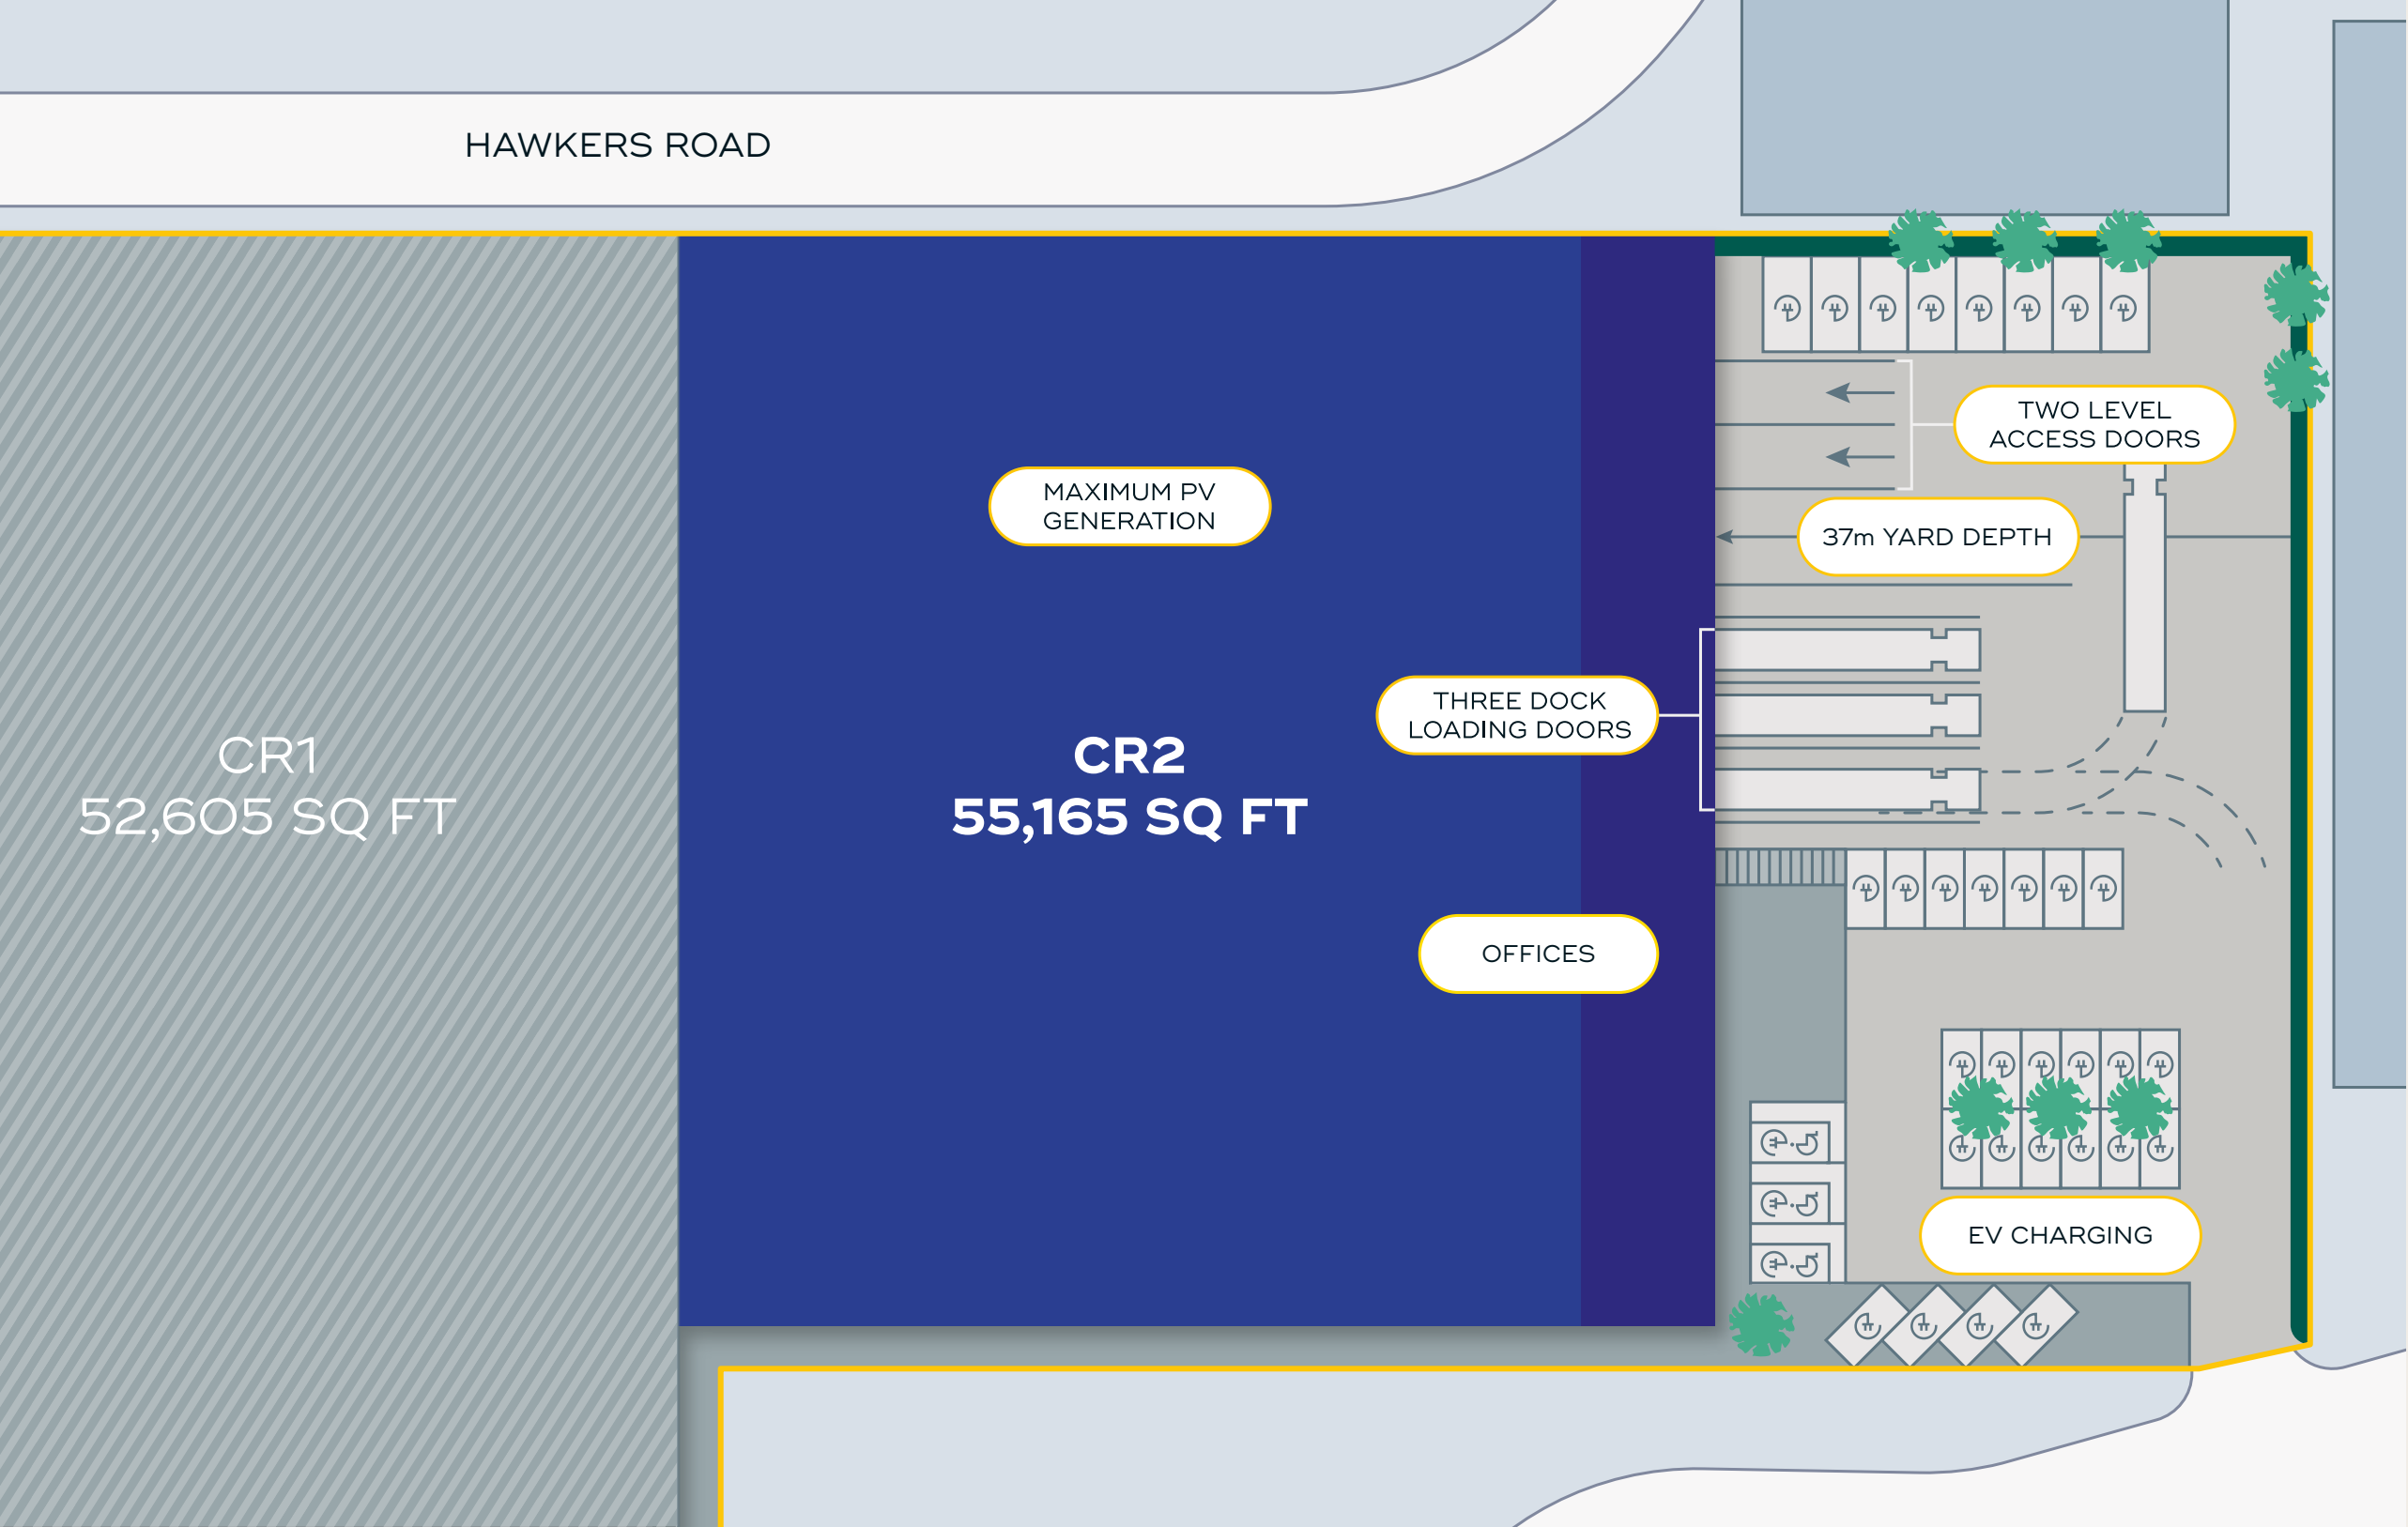 HAWKERS ROAD
TWO LEVEL
ACCESS DOORS
MAXIMUM PV
GENERATION
37m YARD DEPTH
THREE DOCK
LOADING DOORS
CR1
52,605 SQ FT
CR2
55,165 SQ FT
OFFICES
EV CHARGING